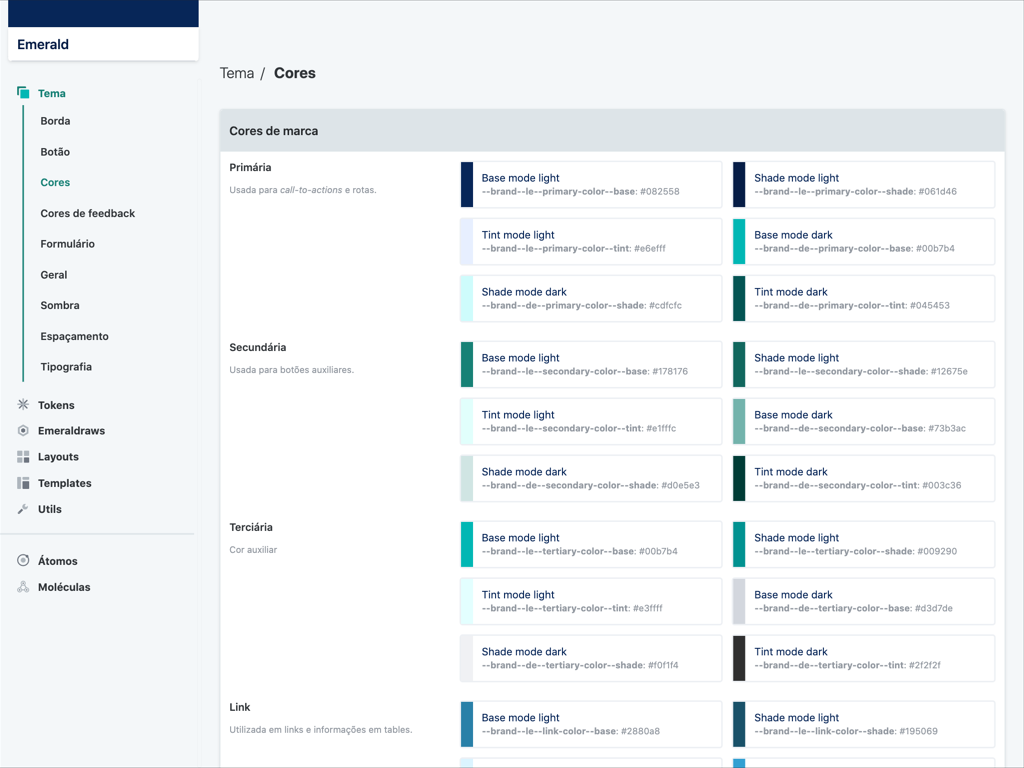 Emerald
Tema
Borda
Botão
Cores
Cores de feedback
Formulário
Geral
Sombra
Espaçamento
Tipografia
Tokens
Emeraldraws
Layouts
Templates
Utils
Átomos
Moléculas
Tema / Cores
Cores de marca
Primária
Usada para call-to-actions e rotas.
Base mode light
--brand--le--primary-color--base: #082558
Shade mode light
--brand--le--primary-color--shade: #061d46
Tint mode light
--brand--le--primary-color--tint: #e6efff
Base mode dark
--brand--de--primary-color--base: #00b7b4
Shade mode dark
--brand--de--primary-color--shade: #cdfcfc
Tint mode dark
--brand--de--primary-color--tint: #045453
Secundária
Usada para botões auxiliares.
Base mode light
--brand--le--secondary-color--base: #178176
Shade mode light
--brand--le--secondary-color--shade: #12675e
Tint mode light
--brand--le--secondary-color--tint: #e1fffc
Base mode dark
--brand--de--secondary-color--base: #73b3ac
Shade mode dark
--brand--de--secondary-color--shade: #d0e5e3
Tint mode dark
--brand--de--secondary-color--tint: #003c36
Terciária
Cor auxiliar
Base mode light
--brand--le--tertiary-color--base: #00b7b4
Shade mode light
--brand--le--tertiary-color--shade: #009290
Tint mode light
--brand--le--tertiary-color--tint: #e3ffff
Base mode dark
--brand--de--tertiary-color--base: #d3d7de
Shade mode dark
--brand--de--tertiary-color--shade: #f0f1f4
Tint mode dark
--brand--de--tertiary-color--tint: #2f2f2f
Link
Utilizada em links e informações em tables.
Base mode light
--brand--le--link-color--base: #2880a8
Shade mode light
--brand--le--link-color--shade: #195069